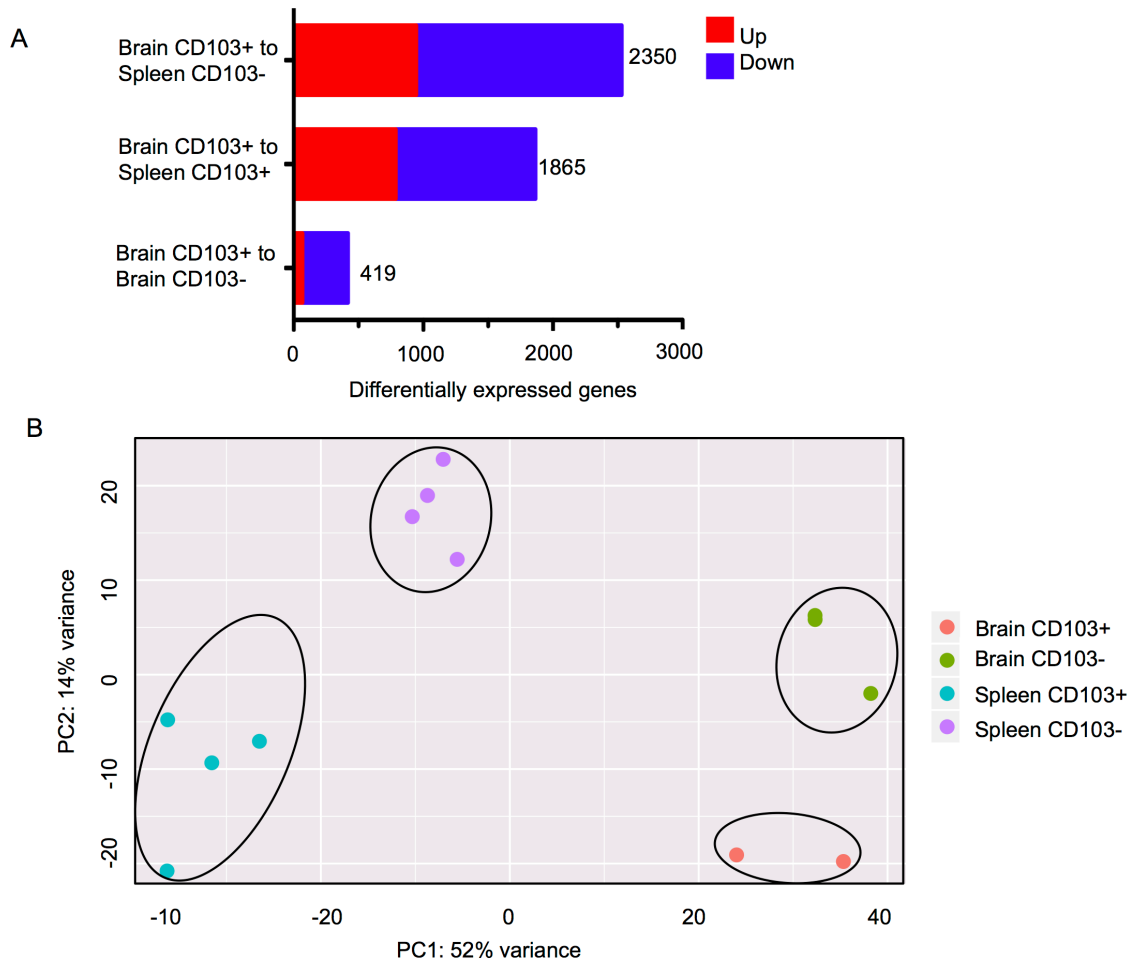 A
Brain CD103+ to
Spleen CD103-
2350
Up
Down
Brain CD103+ to
Spleen CD103+
1865
Brain CD103+ to
Brain CD103-
419
0 1000 2000 3000
Differentially expressed genes
B
PC2: 14% variance
20
10
0
-10
-20
Brain CD103+
Brain CD103-
Spleen CD103+
Spleen CD103-
-10 -20 0 20 40
PC1: 52% variance